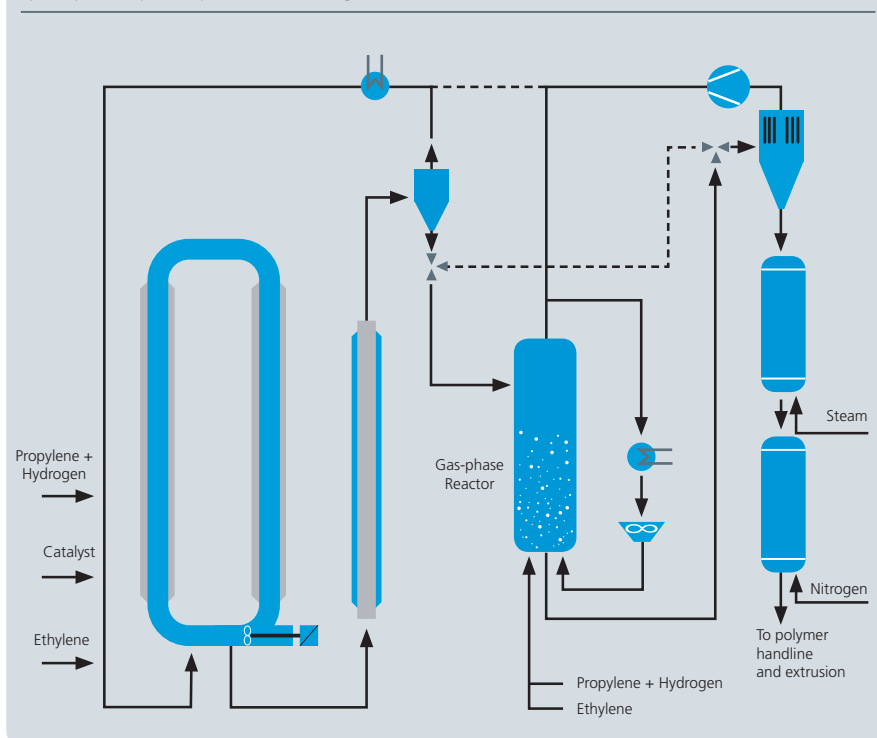 Propylene +
Hydrogen
Catalyst
Ethylene
Gas-phase
Reactor
Steam
Nitrogen
To polymer
handline
and extrusion
Propylene + Hydrogen
Ethylene